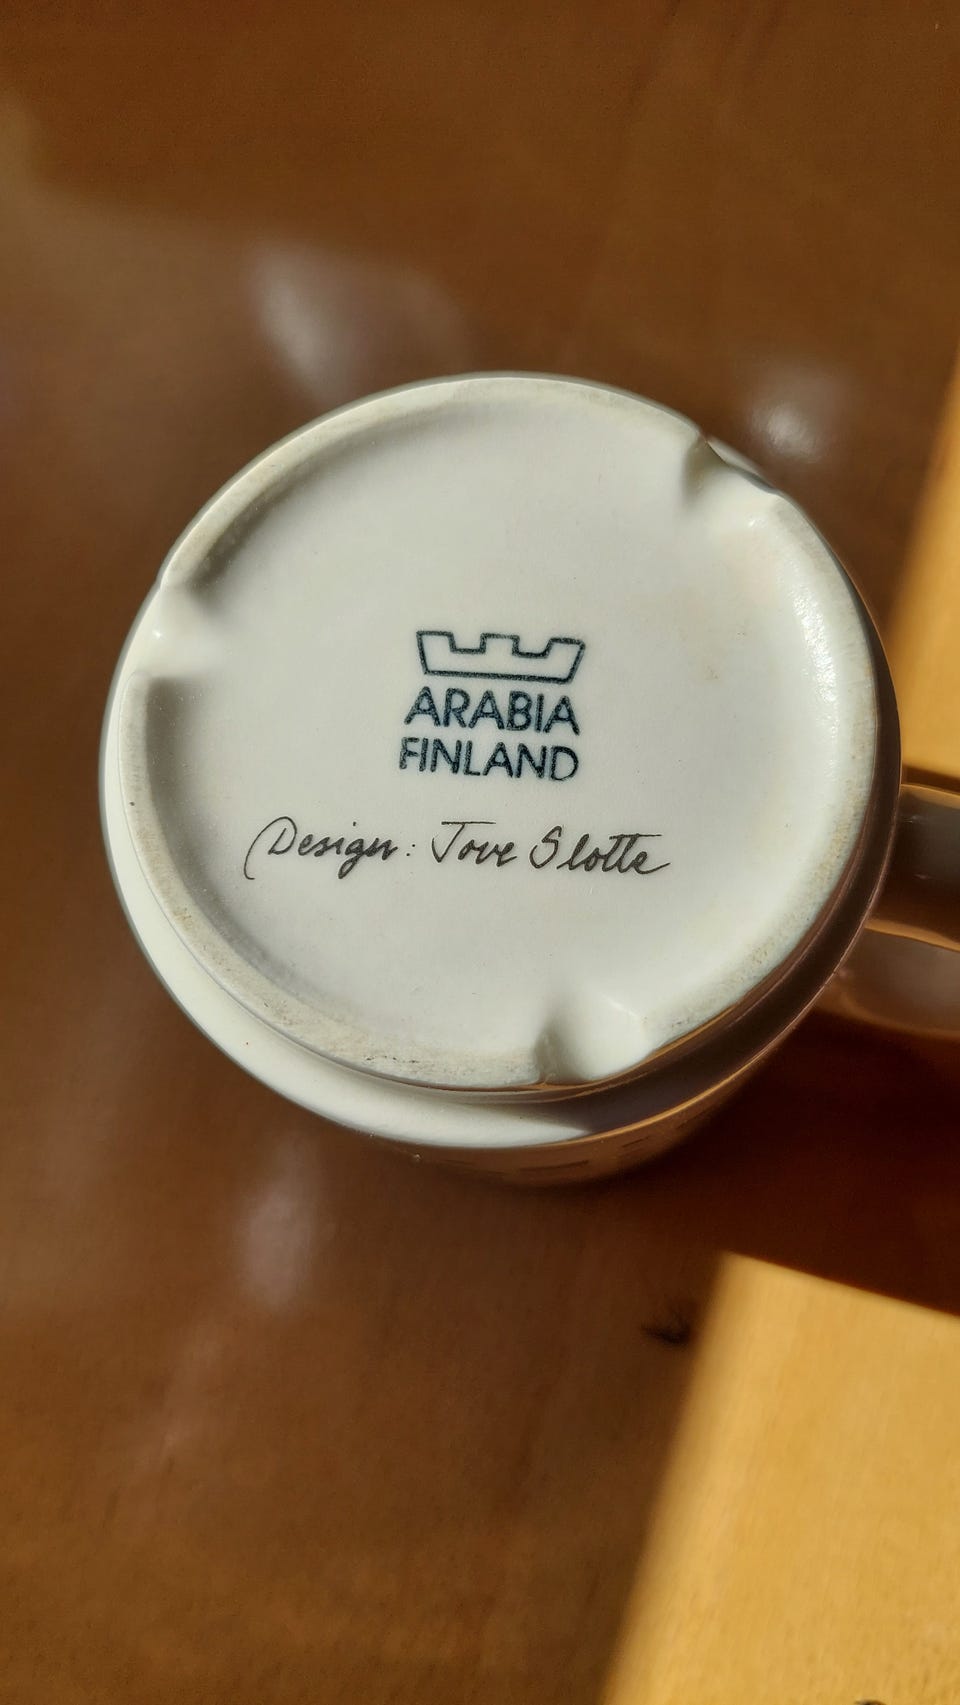 ARABIA
FINLAND
Design: Tove Slotte